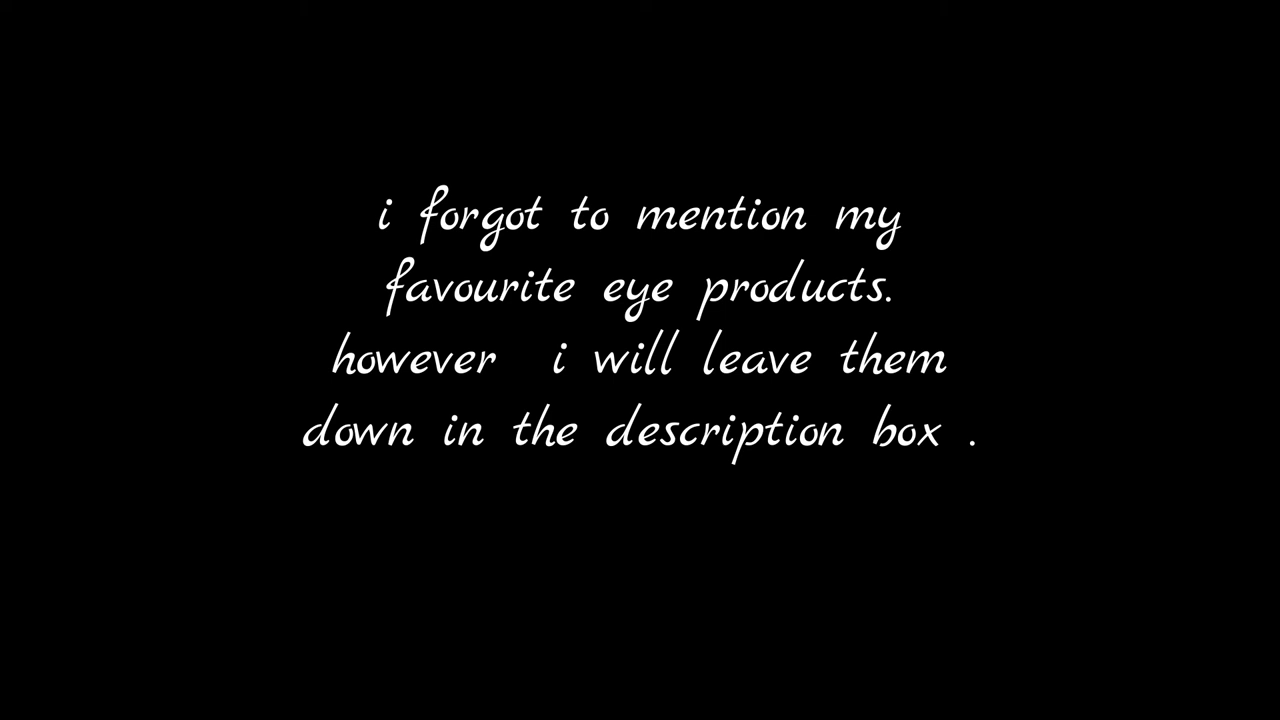 i forgot to mention my
favourite eye products.
however i will leave them
down in the description box .